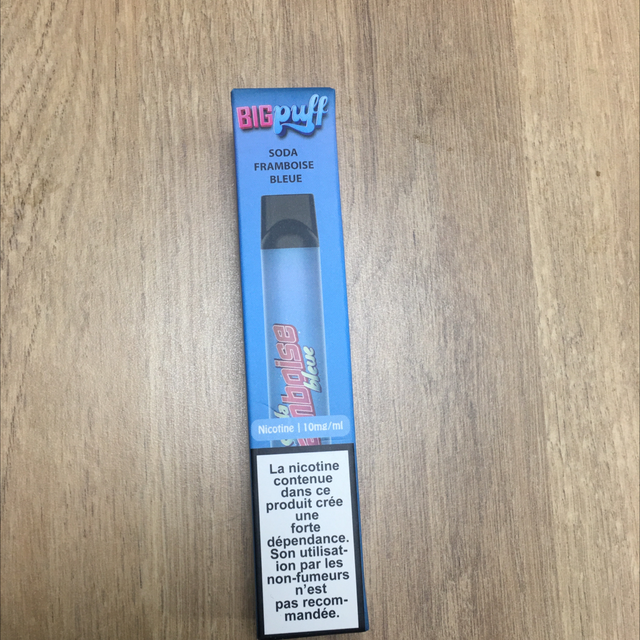 BIG puff
SODA
FRAMBOISE
BLEUE
bleue
Nicotine | 10mg/ml
La nicotine
contenue
dans ce
produit crée
une
forte
dépendance.
Son utilisat-
ion par les
non-fumeurs
n'est
pas recom-
mandée.